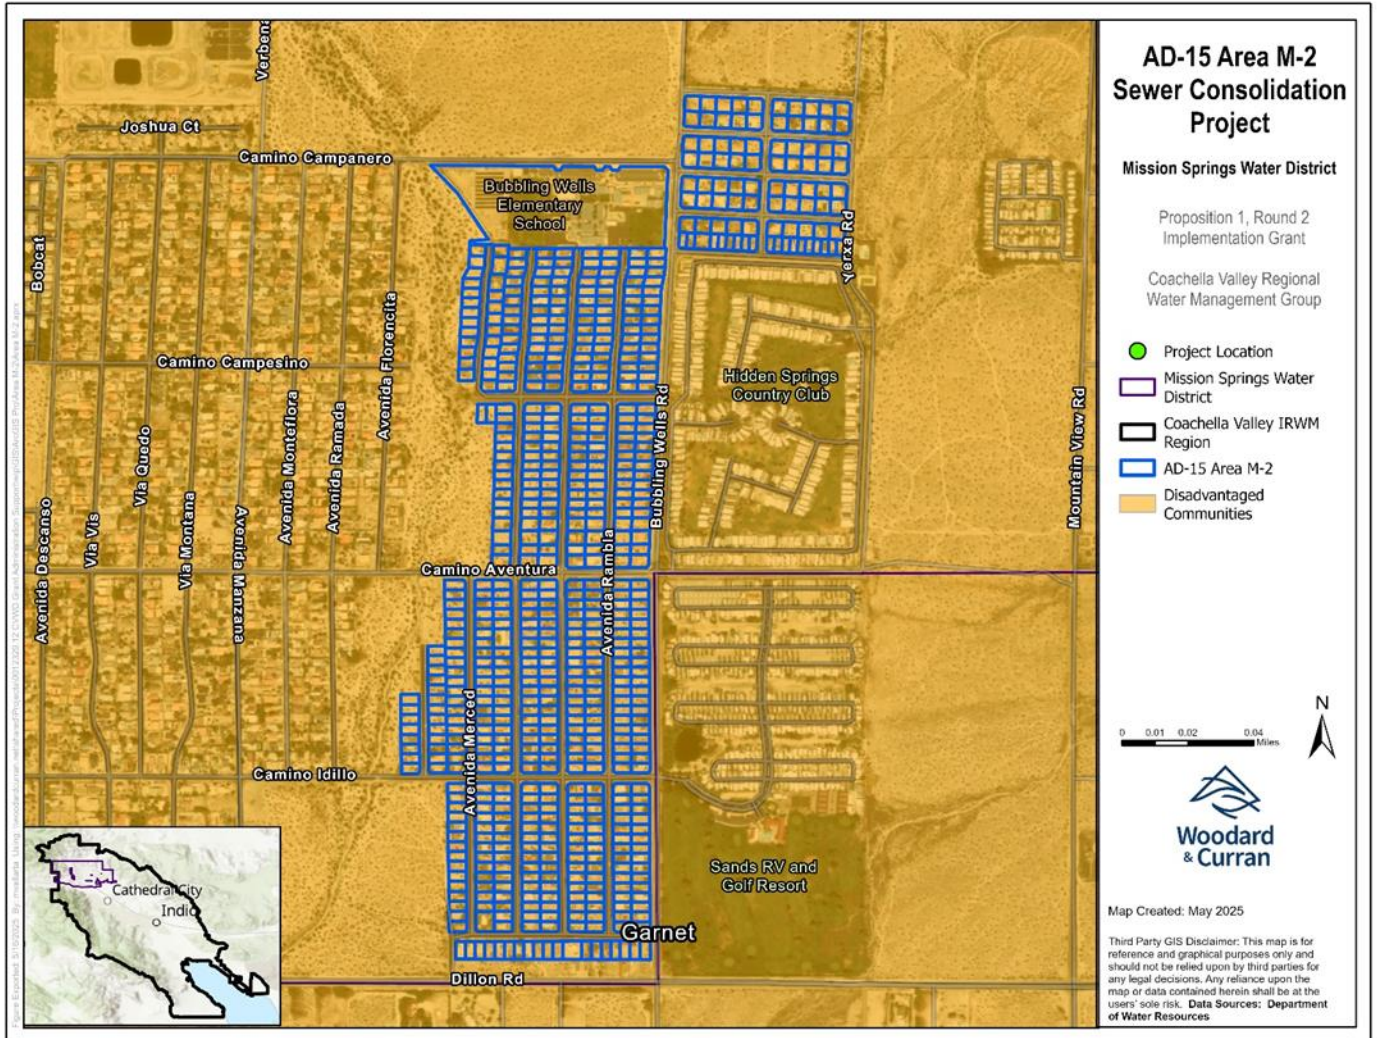 AD-15 Area M-2
Sewer Consolidation
Project
Mission Springs Water District
Proposition 1, Round 2
Implementation Grant
Coachella Valley Regional
Water Management Group
Project Location
Mission Springs Water
District
Coachella Valley IRWM
Region
AD-15 Area M-2
Disadvantaged
Communities
N
0 0.01 0.02 0.04
Miles
Woodard
& Curran
Map Created: May 2025
Third Party GIS Disclaimer: This map is for
reference and graphical purposes only and
should not be relied upon by third parties for
any legal decisions. Any reliance upon the
map or data contained herein shall be at the
users' sole risk. Data Sources: Department
of Water Resources
Verbena
Joshua Ct
Camino Campanero
Bubbling Wells
Elementary
School
Yerxa Rd
Bobcat
Avenida Florencita
Camino Campesino
Hidden Springs
Country Club
Bubbling Wells Rd
Mountain View Rd
Avenida Monteflora
Avenida Ramada
Via Quedo
Via Vis
Via Montana
Avenida Descanso
Avenida Manzana
Camino Aventura
Avenida Rambla
Avenida Merced
Camino Idillo
Sands RV and
Golf Resort
Garnet
Dillon Rd
Cathedral City
Indio